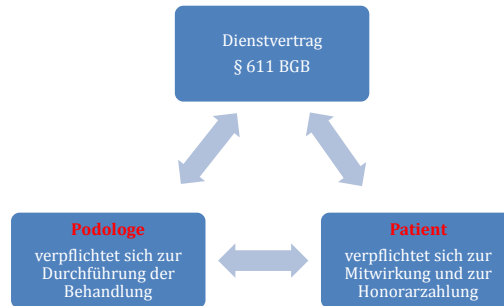 Dienstvertrag
§ 611 BGB
Podologe
verpflichtet sich zur
Durchführung der
Behandlung
Patient
verpflichtet sich zur
Mitwirkung und zur
Honorarzahlung